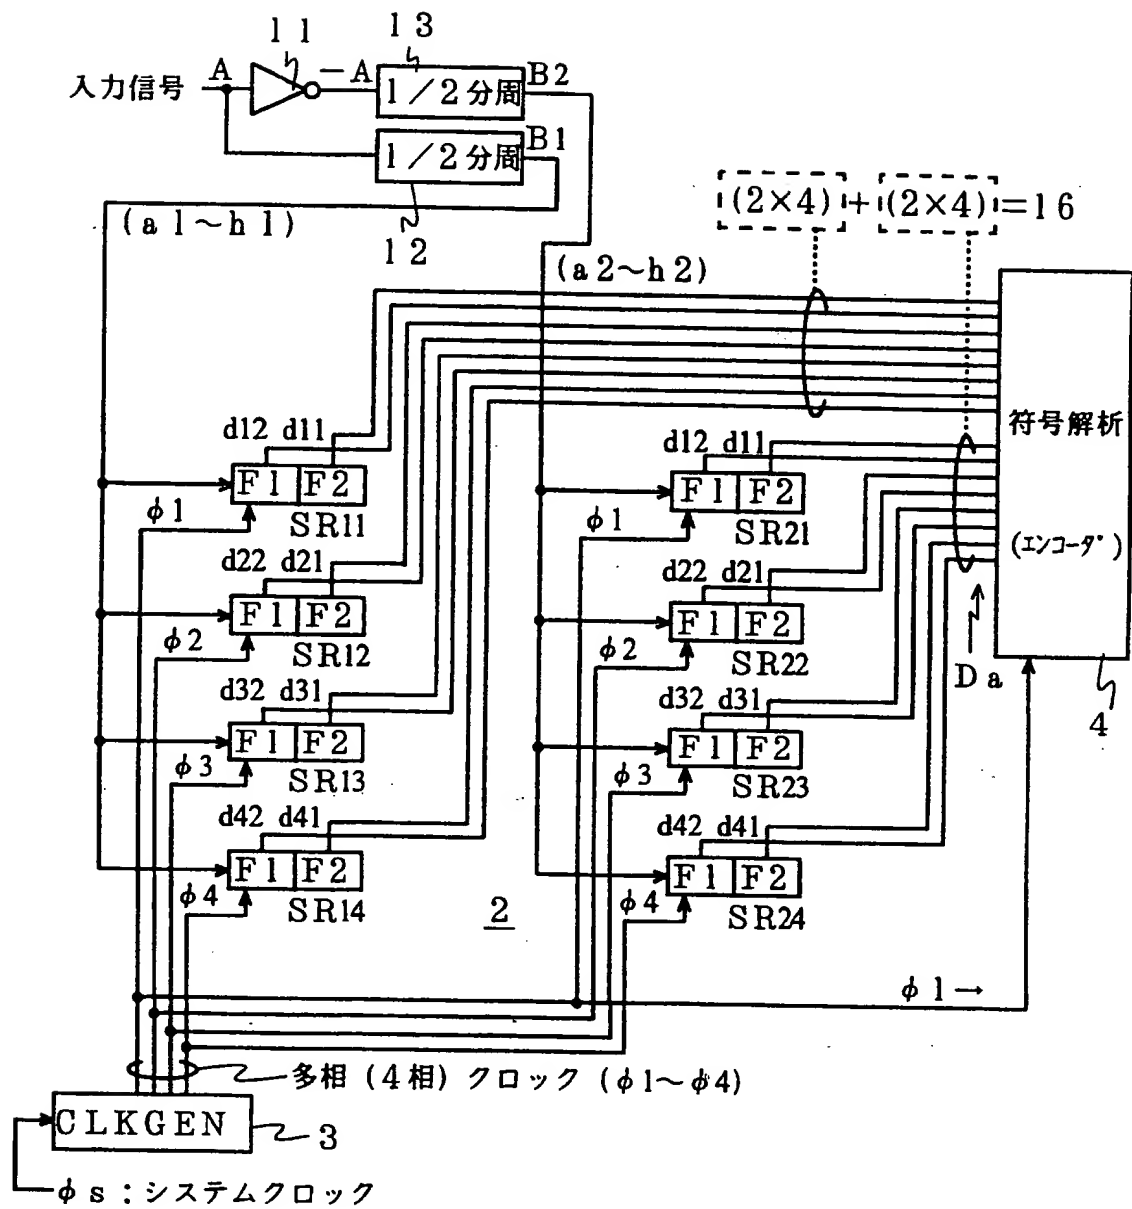 11
13
入力信号
A
－A
1／2分周
B2
1／2分周
B1
12
(a1～h1)
(a2～h2)
(2×4)+(2×4)=16
符号解析
(エンコーダ)
Da
4
d12 d11
F1 F2
φ1
SR11
d22 d21
F1 F2
φ2
SR12
d32 d31
F1 F2
φ3
SR13
d42 d41
F1 F2
φ4
SR14
d12 d11
F1 F2
φ1
SR21
d22 d21
F1 F2
φ2
SR22
d32 d31
F1 F2
φ3
SR23
d42 d41
F1 F2
φ4
SR24
2
φ1→
多相(4相)クロック(φ1～φ4)
CLKGEN
3
φs：システムクロック